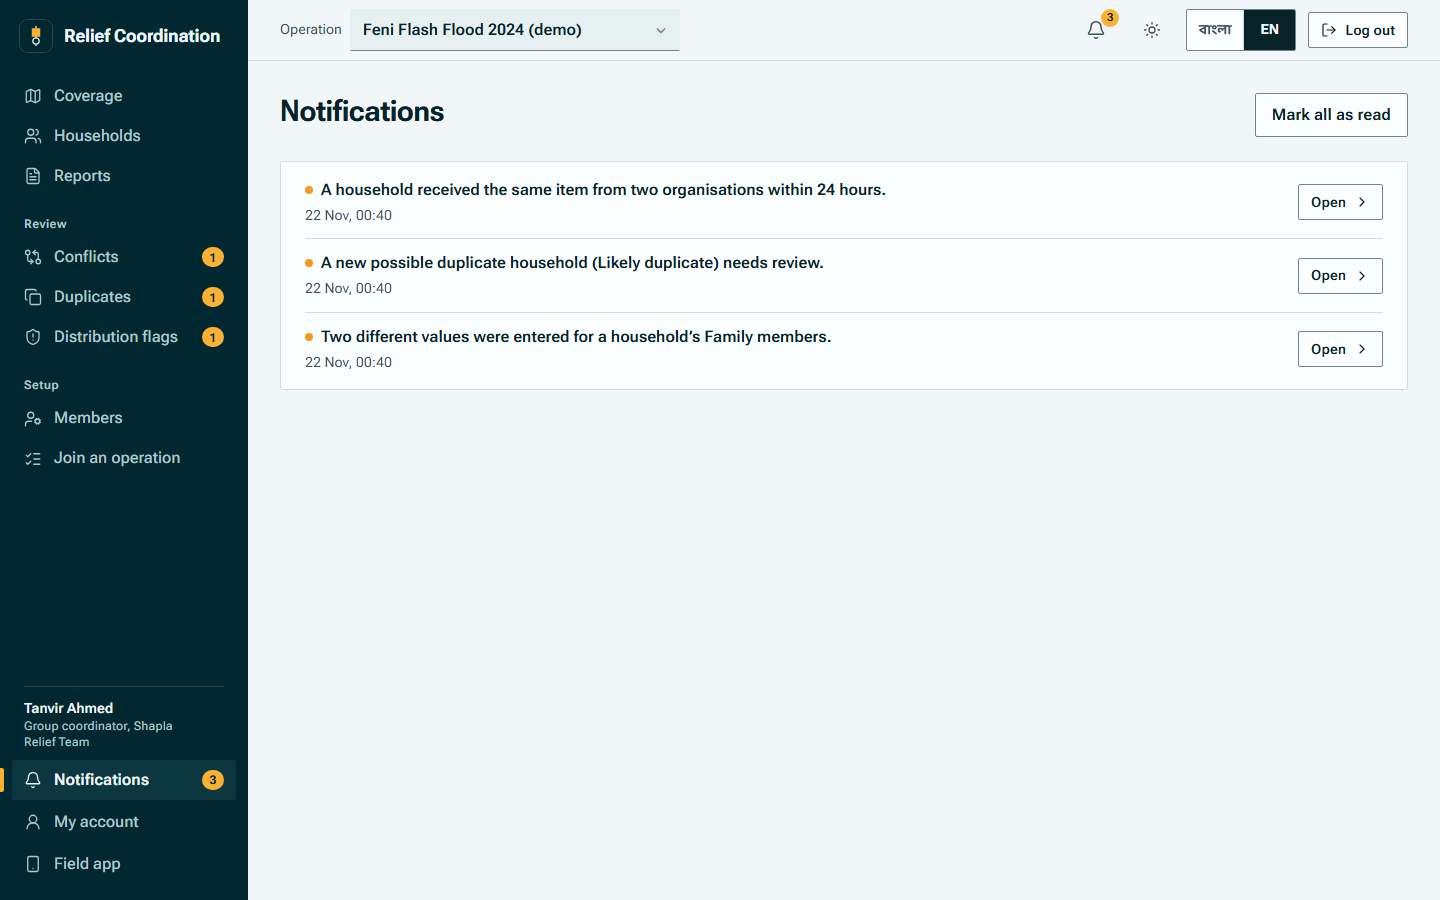 Relief Coordination
Coverage
Households
Reports
Review
Conflicts 1
Duplicates 1
Distribution flags 1
Setup
Members
Join an operation
Tanvir Ahmed
Group coordinator, Shapla
Relief Team
Notifications 3
My account
Field app
Operation Feni Flash Flood 2024 (demo) 3 বাংলা EN Log out
Notifications Mark all as read
A household received the same item from two organisations within 24 hours.
22 Nov, 00:40
Open
A new possible duplicate household (Likely duplicate) needs review.
22 Nov, 00:40
Open
Two different values were entered for a household’s Family members.
22 Nov, 00:40
Open